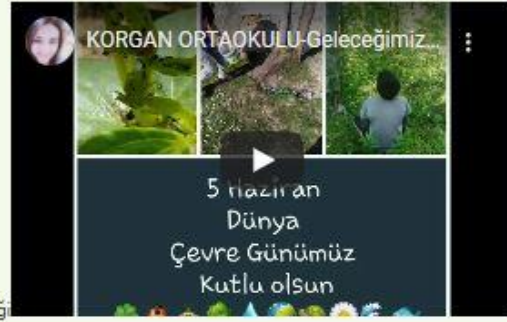 KORGAN ORTAOKULU-Geleceğimiz...
5 Haziran
Dünya
Çevre Günümüz
Kutlu olsun